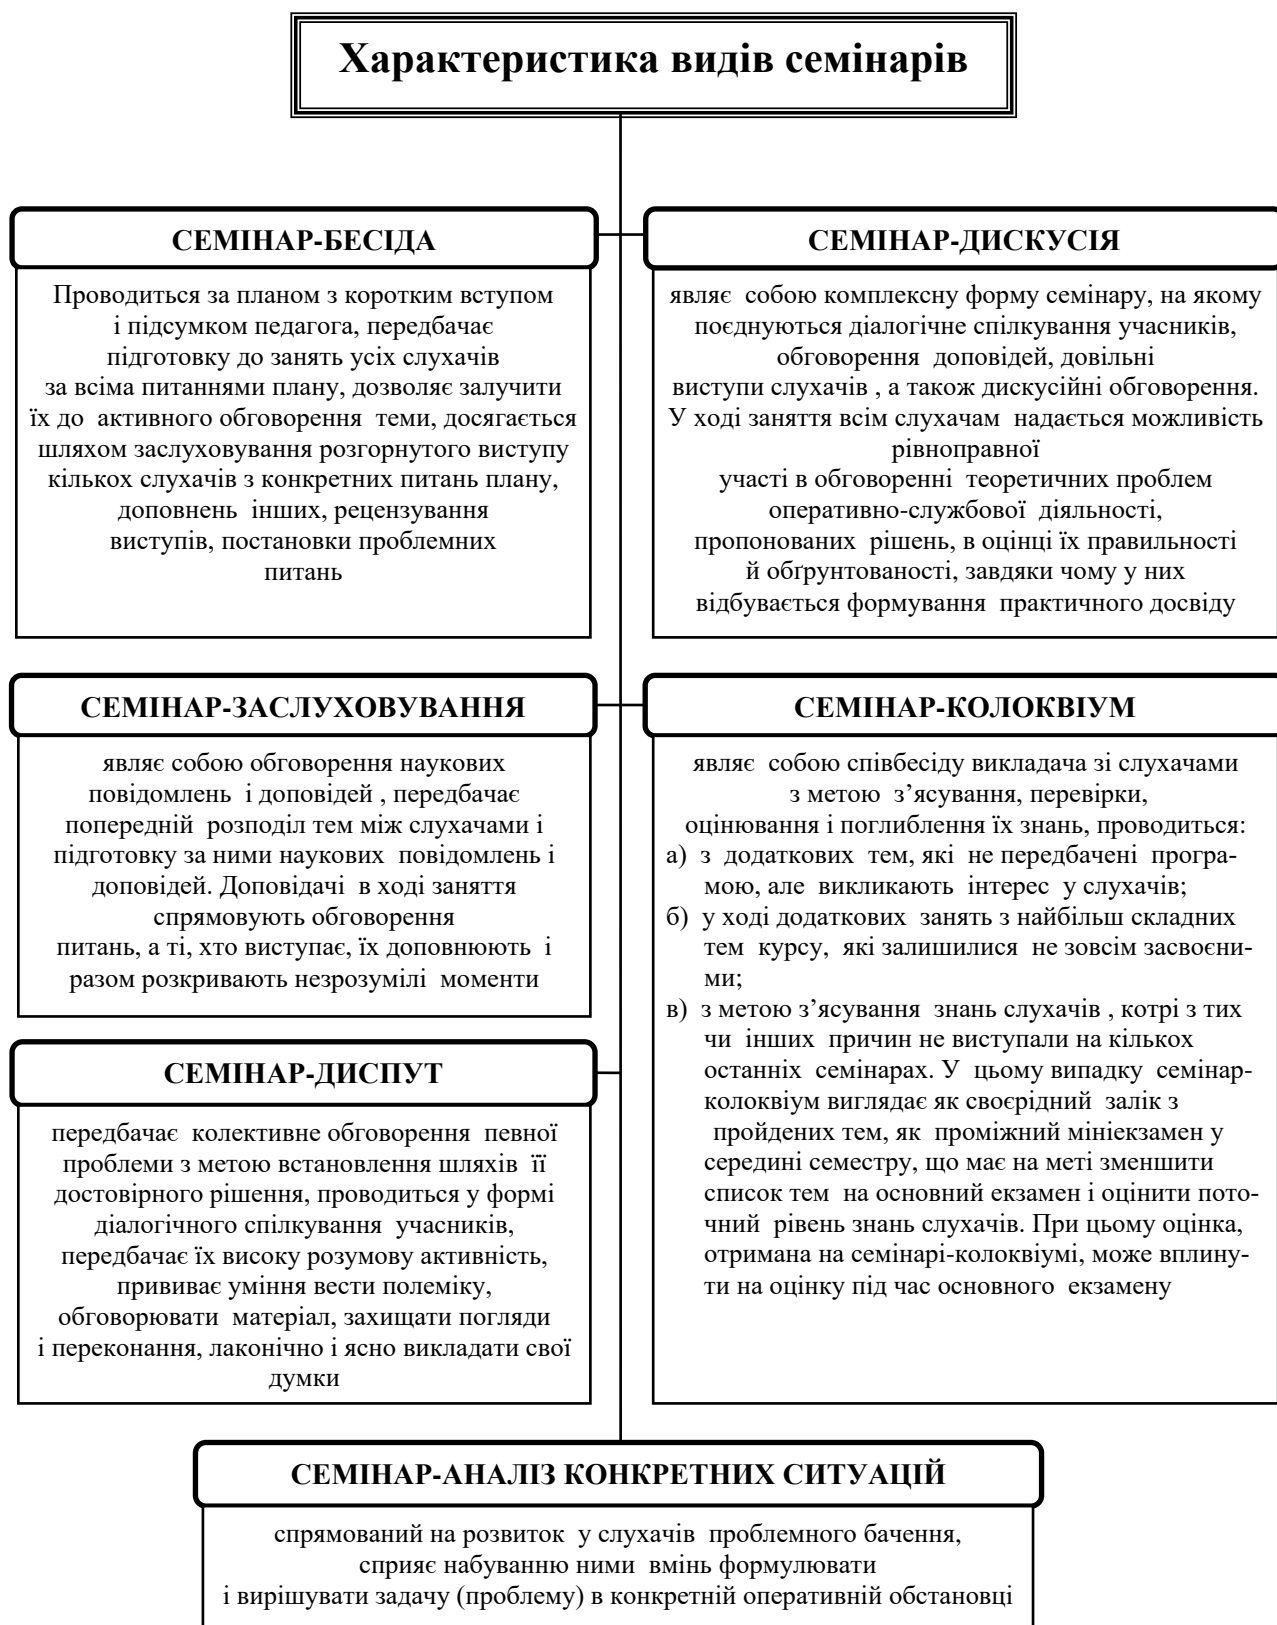 Характеристика видів семінарів
СЕМІНАР-БЕСІДА
Проводиться за планом з коротким вступом
і підсумком педагога, передбачає
підготовку до занять усіх слухачів
за всіма питаннями плану, дозволяє залучити
їх до активного обговорення теми, досягається
шляхом заслуховування розгорнутого виступу
кількох слухачів з конкретних питань плану,
доповнень інших, рецензування
виступів, постановки проблемних
питань
СЕМІНАР-ДИСКУСІЯ
являє собою комплексну форму семінару, на якому
поєднуються діалогічне спілкування учасників,
обговорення доповідей, довільні
виступи слухачів , а також дискусійні обговорення.
У ході заняття всім слухачам надається можливість
рівноправної
участі в обговоренні теоретичних проблем
оперативно-службової діяльності,
пропонованих рішень, в оцінці їх правильності
й обґрунтованості, завдяки чому у них
відбувається формування практичного досвіду
СЕМІНАР-ЗАСЛУХОВУВАННЯ
являє собою обговорення наукових
повідомлень і доповідей , передбачає
попередній розподіл тем між слухачами і
підготовку за ними наукових повідомлень і
доповідей. Доповідачі в ході заняття
спрямовують обговорення
питань, а ті, хто виступає, їх доповнюють і
разом розкривають незрозумілі моменти
СЕМІНАР-КОЛОКВІУМ
являє собою співбесіду викладача зі слухачами
з метою з’ясування, перевірки,
оцінювання і поглиблення їх знань, проводиться:
а) з додаткових тем, які не передбачені програ-
мою, але викликають інтерес у слухачів;
б) у ході додаткових занять з найбільш складних
тем курсу, які залишилися не зовсім засвоєни-
ми;
в) з метою з’ясування знань слухачів , котрі з тих
чи інших причин не виступали на кількох
останніх семінарах. У цьому випадку семінар-
колоквіум виглядає як своєрідний залік з
пройдених тем, як проміжний мініекзамен у
середині семестру, що має на меті зменшити
список тем на основний екзамен і оцінити пото-
чний рівень знань слухачів. При цьому оцінка,
отримана на семінарі-колоквіумі, може вплину-
ти на оцінку під час основного екзамену
СЕМІНАР-ДИСПУТ
передбачає колективне обговорення певної
проблеми з метою встановлення шляхів її
достовірного рішення, проводиться у формі
діалогічного спілкування учасників,
передбачає їх високу розумову активність,
прививає уміння вести полеміку,
обговорювати матеріал, захищати погляди
і переконання, лаконічно і ясно викладати свої
думки
СЕМІНАР-АНАЛІЗ КОНКРЕТНИХ СИТУАЦІЙ
спрямований на розвиток у слухачів проблемного бачення,
сприяє набуванню ними вмінь формулювати
і вирішувати задачу (проблему) в конкретній оперативній обстановці